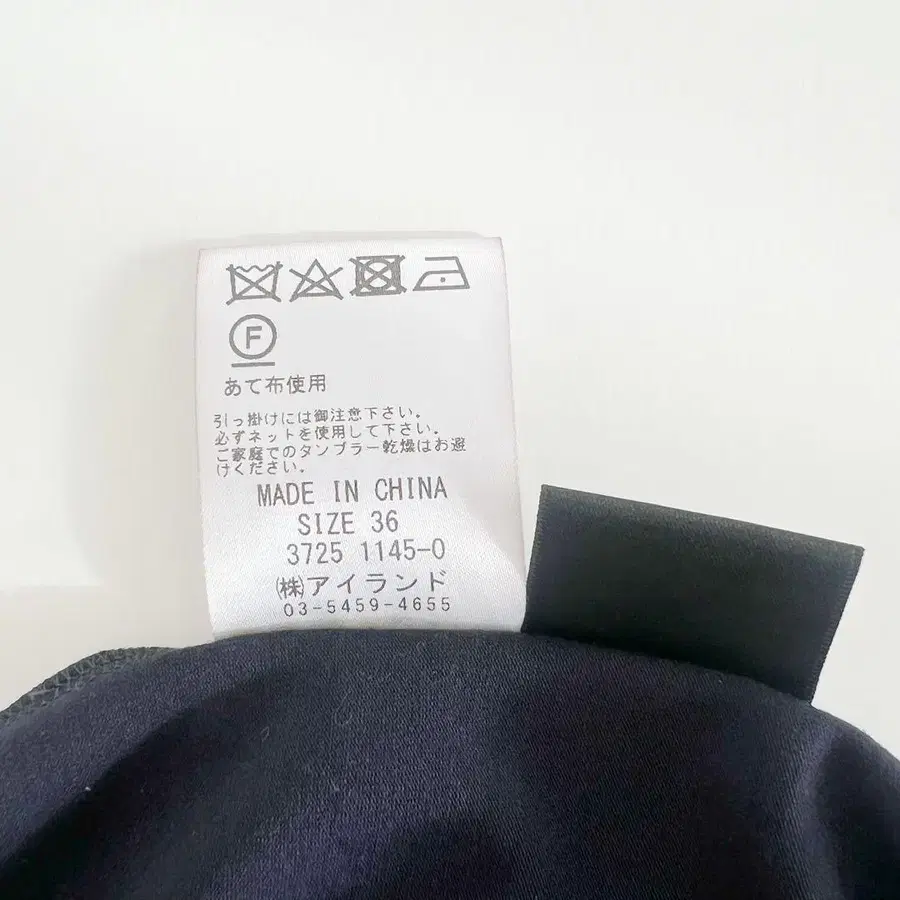 F
あて布使用
引っ掛けには御注意下さい。
必ずネットを使用して下さい。
ご家庭でのタンブラー乾燥はお避
けください。
MADE IN CHINA
SIZE 36
3725 1145-0
㈱アイランド
03-5459-4655